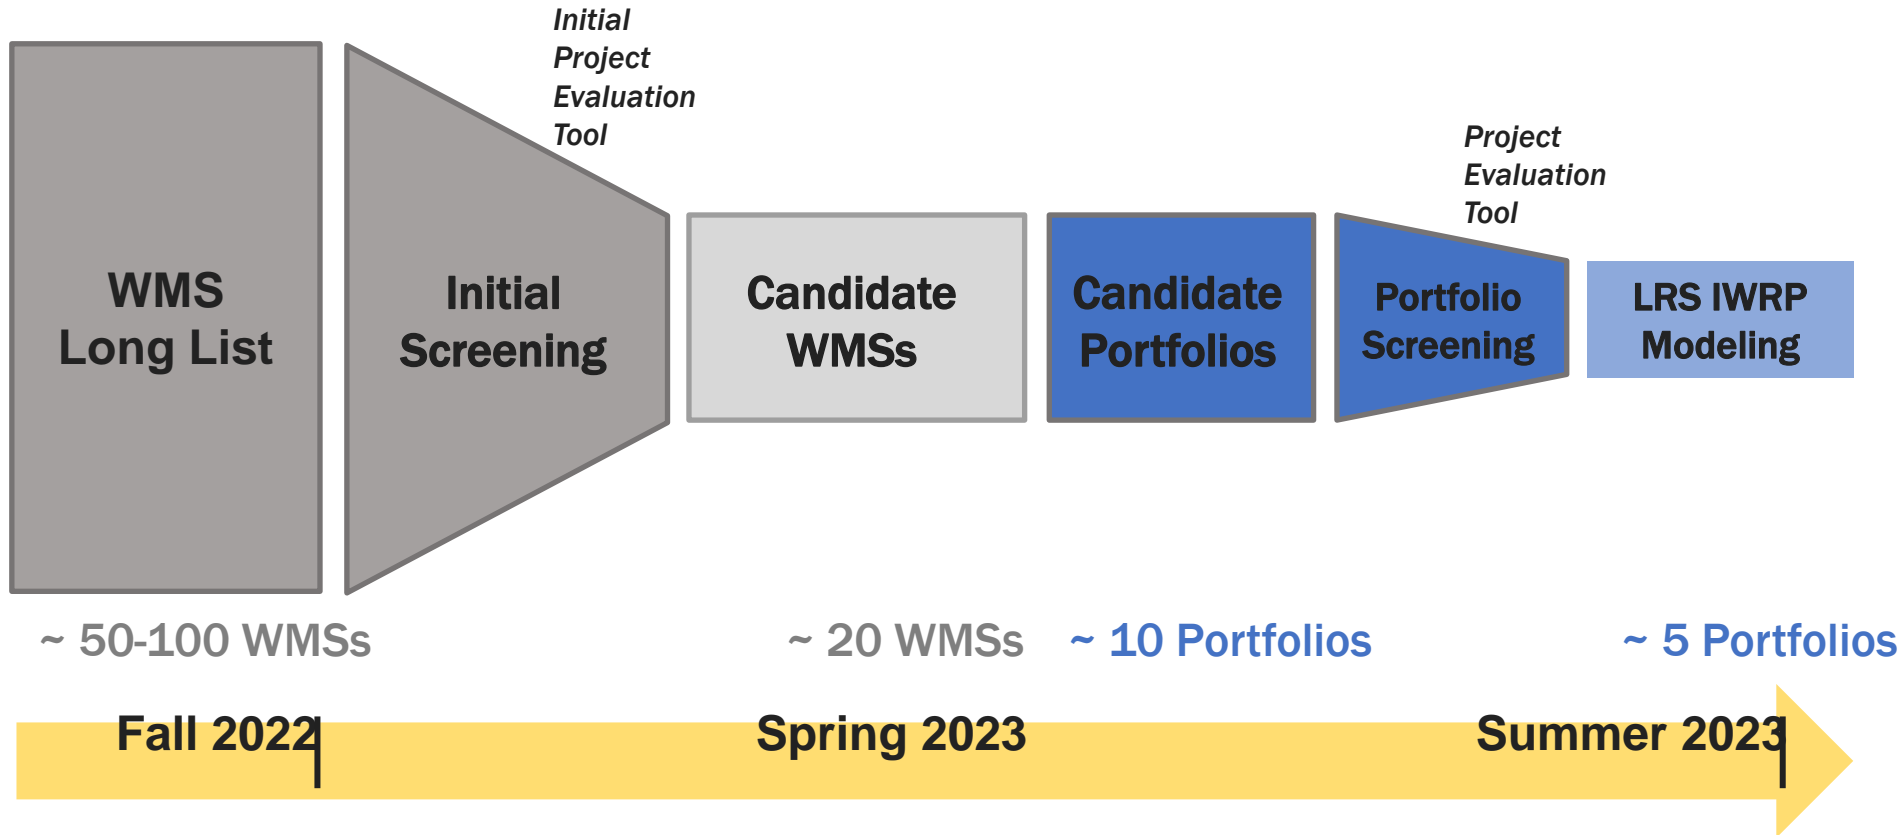 Initial
Project
Evaluation
Tool
Project
Evaluation
Tool
WMS
Long List
Initial
Screening
Candidate
WMSs
Candidate
Portfolios
Portfolio
Screening
LRS IWRP
Modeling
~ 50-100 WMSs
~ 20 WMSs
~ 10 Portfolios
~ 5 Portfolios
Fall 2022
Spring 2023
Summer 2023